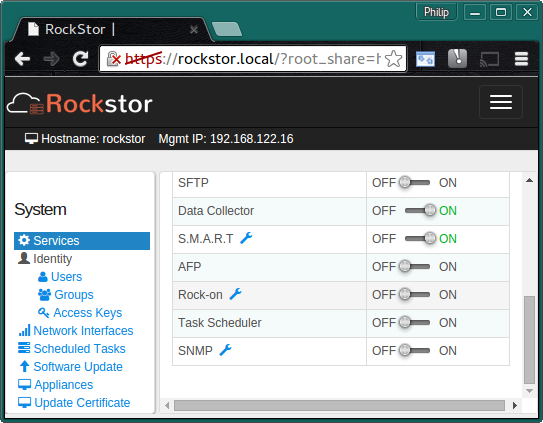 Philip
RockStor |
https://rockstor.local/?root_share=h
Rockstor
Hostname: rockstor Mgmt IP: 192.168.122.16
System
Services
Identity
Users
Groups
Access Keys
Network Interfaces
Scheduled Tasks
Software Update
Appliances
Update Certificate
SFTP OFF ON
Data Collector OFF ON
S.M.A.R.T OFF ON
AFP OFF ON
Rock-on OFF ON
Task Scheduler OFF ON
SNMP OFF ON